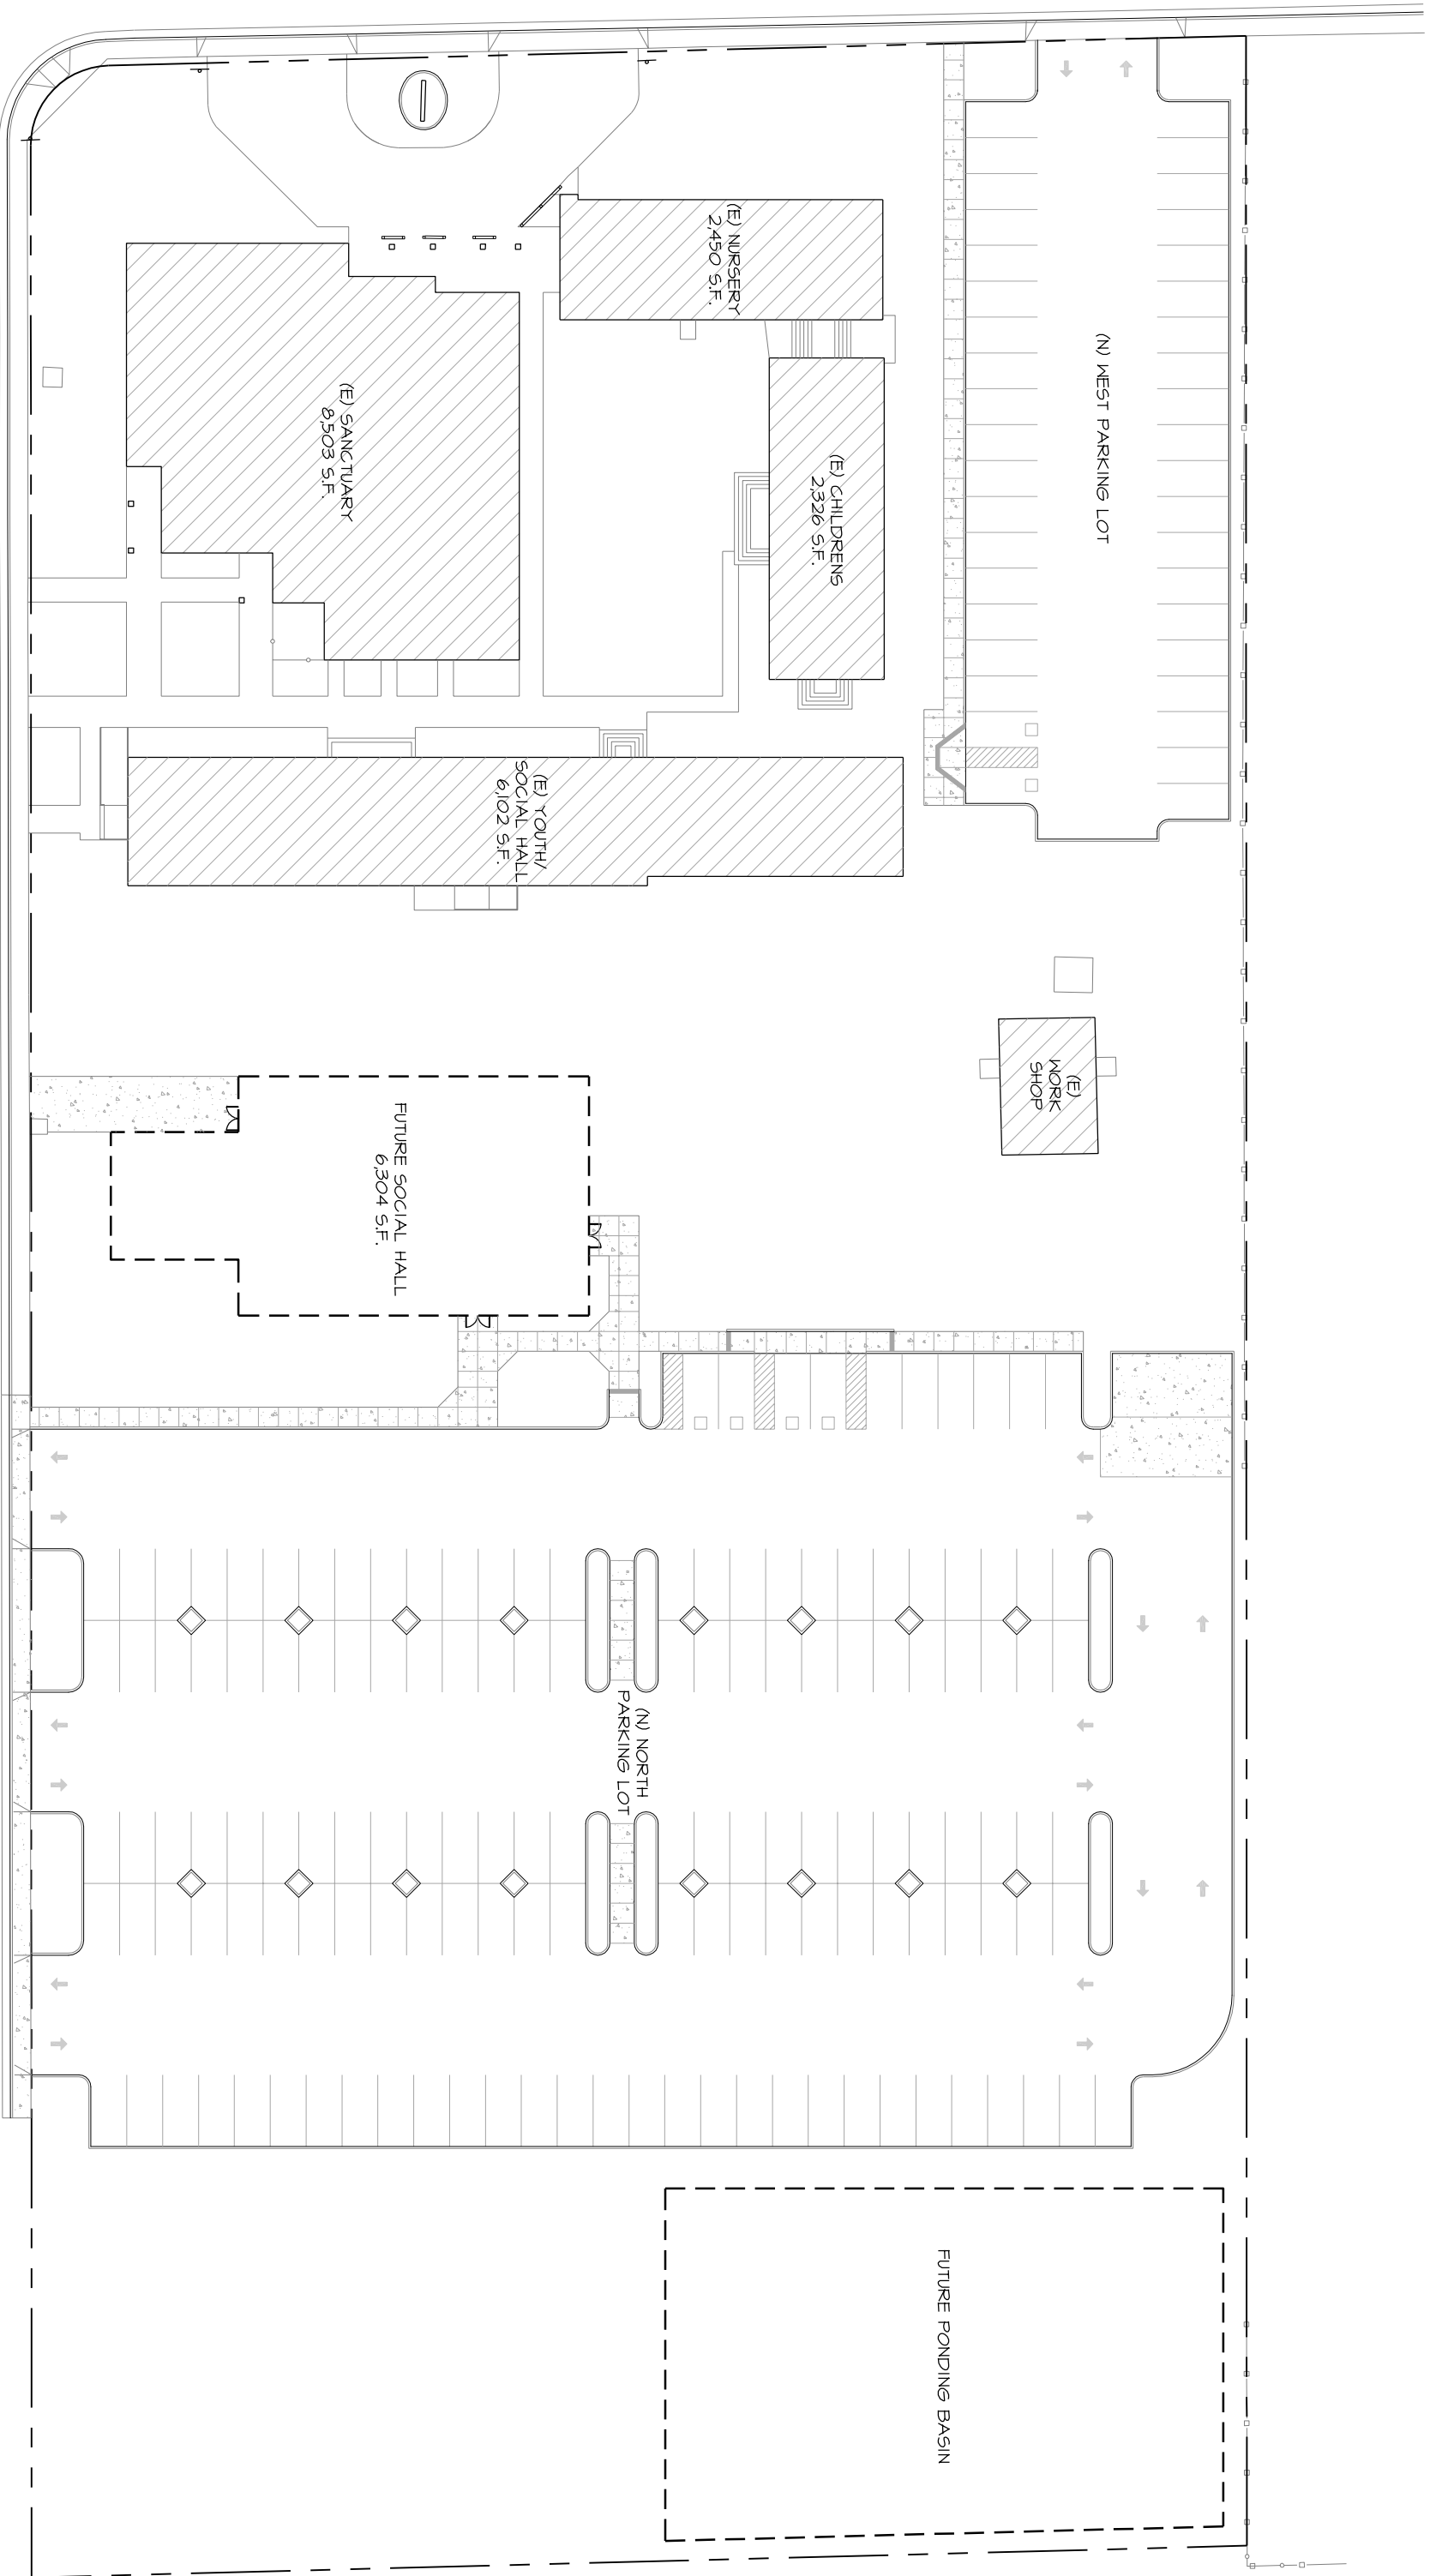 (E) NURSERY
2,450 S.F.
(N) WEST PARKING LOT
(E) SANCTUARY
8,503 S.F.
(E) CHILDRENS
2,326 S.F.
(E) YOUTH/
SOCIAL HALL
6,102 S.F.
(E)
WORK
SHOP
FUTURE SOCIAL HALL
6,304 S.F.
(N) NORTH
PARKING LOT
FUTURE PONDING BASIN